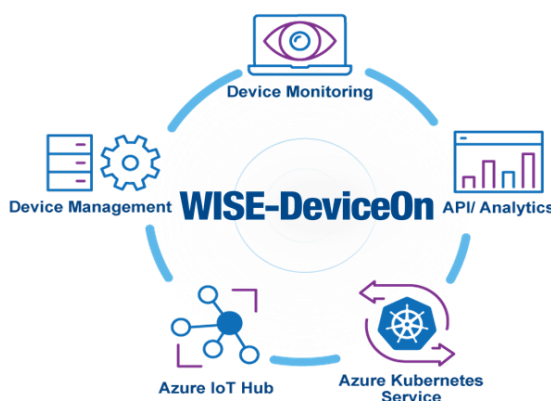 Device Monitoring
Device Management
WISE-DeviceOn
API/ Analytics
Azure IoT Hub
Azure Kubernetes
Service